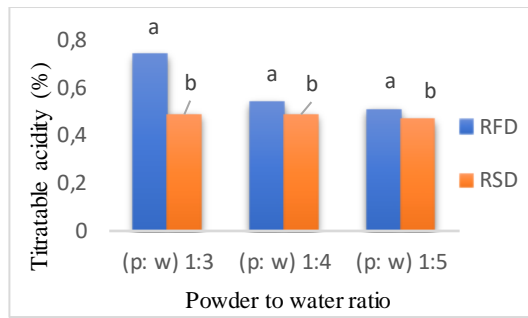 Titratable acidity (%)
0,8
0,6
0,4
0,2
0
a
b
a
b
a
b
(p: w) 1:3
(p: w) 1:4
(p: w) 1:5
Powder to water ratio
RFD
RSD